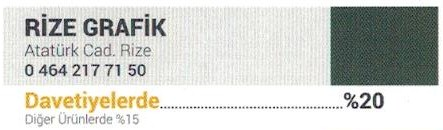 RİZE GRAFİK
Atatürk Cad. Rize
0 464 217 71 50
Davetiyelerde..............................................%20
Diğer Ürünlerde %15